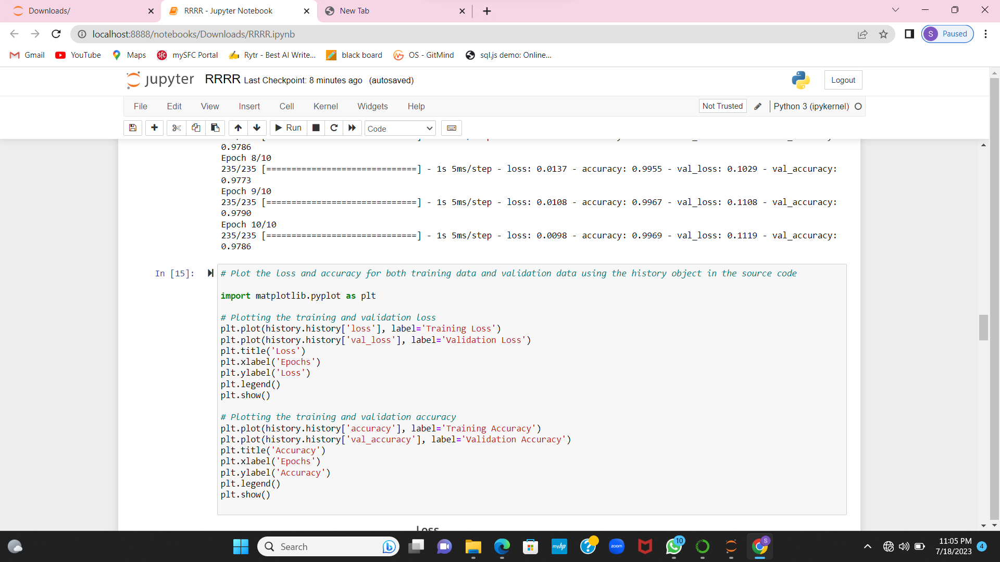 Downloads/
RRRR - Jupyter Notebook
New Tab
localhost:8888/notebooks/Downloads/RRRR.ipynb
S Paused
Gmail
YouTube
Maps
SFC mySFC Portal
Rytr - Best AI Write...
black board
OS - GitMind
sql.js demo: Online...
jupyter RRRR Last Checkpoint: 8 minutes ago (autosaved)
Logout
File Edit View Insert Cell Kernel Widgets Help
Not Trusted
Python 3 (ipykernel)
Run
Code
0.9786
Epoch 8/10
235/235 [==============================] - 1s 5ms/step - loss: 0.0137 - accuracy: 0.9955 - val_loss: 0.1029 - val_accuracy:
0.9773
Epoch 9/10
235/235 [==============================] - 1s 5ms/step - loss: 0.0108 - accuracy: 0.9967 - val_loss: 0.1108 - val_accuracy:
0.9790
Epoch 10/10
235/235 [==============================] - 1s 5ms/step - loss: 0.0098 - accuracy: 0.9969 - val_loss: 0.1119 - val_accuracy:
0.9786
In [15]:
# Plot the loss and accuracy for both training data and validation data using the history object in the source code
import matplotlib.pyplot as plt
# Plotting the training and validation loss
plt.plot(history.history['loss'], label='Training Loss')
plt.plot(history.history['val_loss'], label='Validation Loss')
plt.title('Loss')
plt.xlabel('Epochs')
plt.ylabel('Loss')
plt.legend()
plt.show()
# Plotting the training and validation accuracy
plt.plot(history.history['accuracy'], label='Training Accuracy')
plt.plot(history.history['val_accuracy'], label='Validation Accuracy')
plt.title('Accuracy')
plt.xlabel('Epochs')
plt.ylabel('Accuracy')
plt.legend()
plt.show()
Loss
Search
myhp
zoom
10
S
11:05 PM
7/18/2023
4